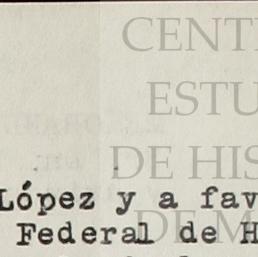 CENT
ESTU
DE HIS
López y a fav
Federal de H
DE M